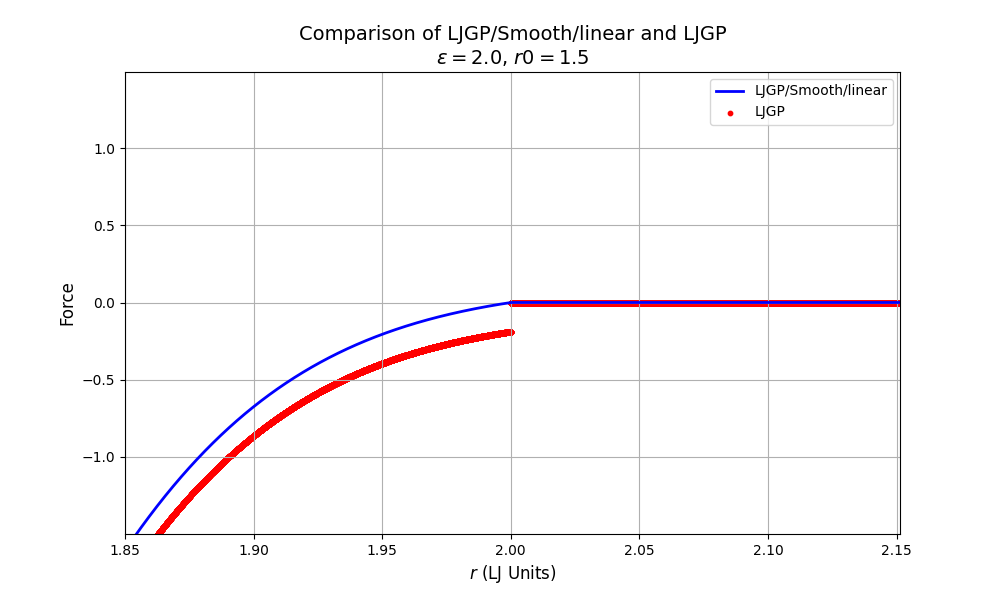 Comparison of LJGP/Smooth/linear and LJGP
ε = 2.0, r0 = 1.5
LJGP/Smooth/linear
LJGP
1.0
0.5
0.0
−0.5
−1.0
Force
1.85 1.90 1.95 2.00 2.05 2.10 2.15
r (LJ Units)